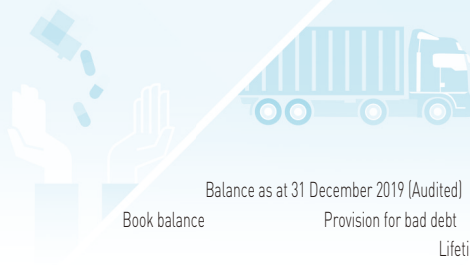 Balance as at 31 December 2019 (Audited)
Book balance Provision for bad debt